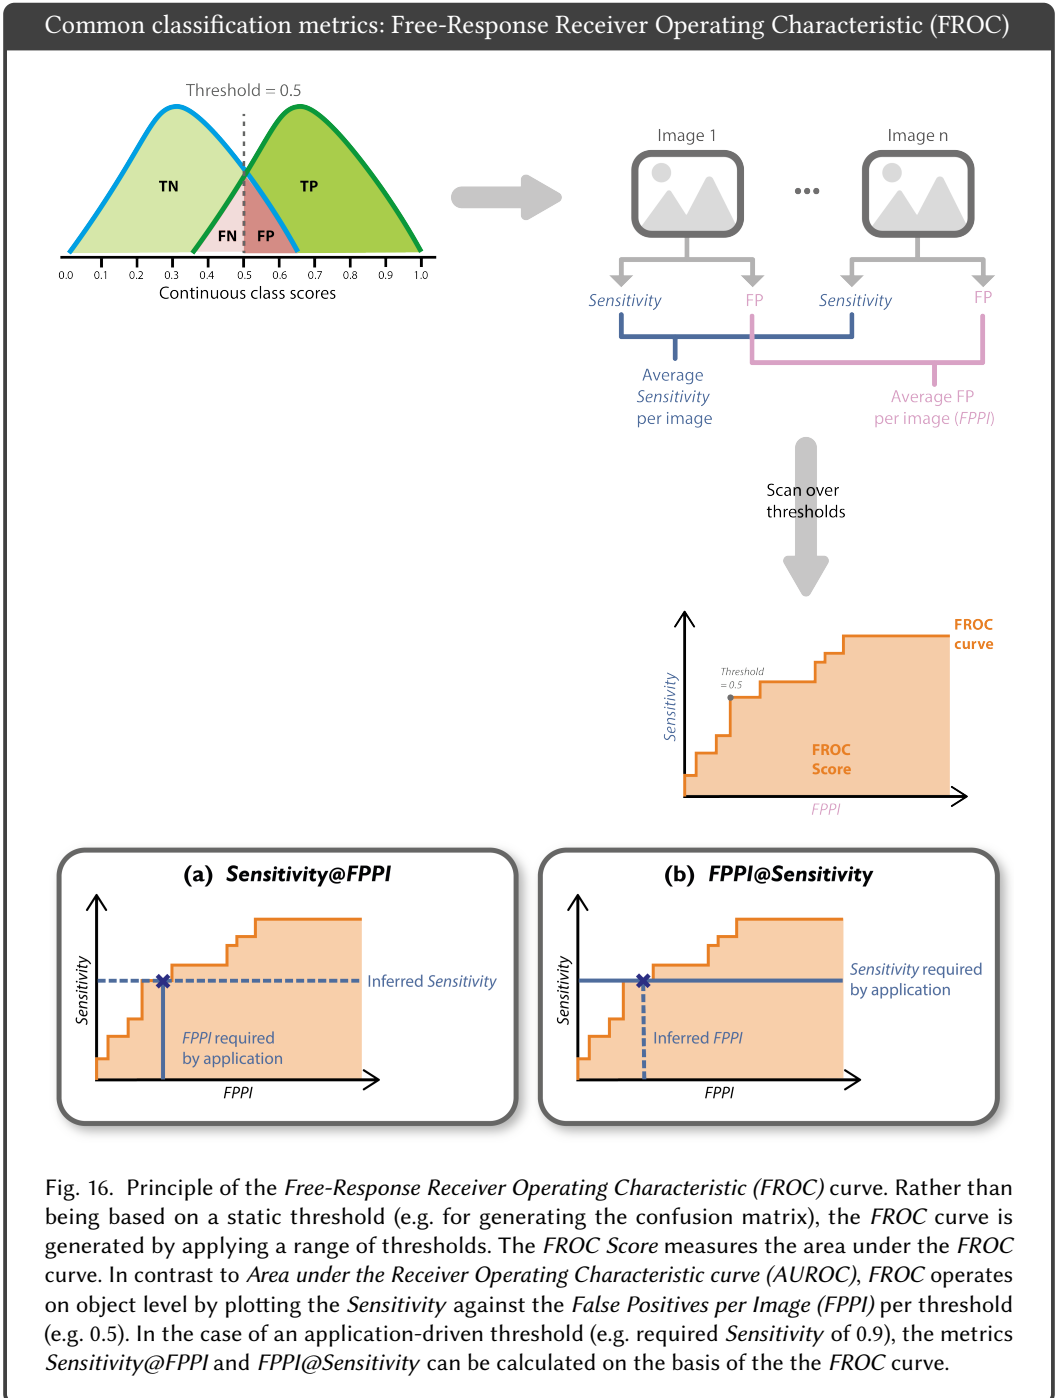 Common classification metrics: Free-Response Receiver Operating Characteristic (FROC)
Threshold = 0.5
TN
TP
FN
FP
0.0 0.1 0.2 0.3 0.4 0.5 0.6 0.7 0.8 0.9 1.0
Continuous class scores
Image 1
...
Image n
Sensitivity
FP
Sensitivity
FP
Average
Sensitivity
per image
Average FP
per image (FPPI)
Scan over
thresholds
FROC
curve
Threshold
= 0.5
Sensitivity
FROC
Score
FPPI
(a) Sensitivity@FPPI
Sensitivity
Inferred Sensitivity
FPPI required
by application
FPPI
(b) FPPI@Sensitivity
Sensitivity
Sensitivity required
by application
Inferred FPPI
FPPI
Fig. 16. Principle of the Free-Response Receiver Operating Characteristic (FROC) curve. Rather than
being based on a static threshold (e.g. for generating the confusion matrix), the FROC curve is
generated by applying a range of thresholds. The FROC Score measures the area under the FROC
curve. In contrast to Area under the Receiver Operating Characteristic curve (AUROC), FROC operates
on object level by plotting the Sensitivity against the False Positives per Image (FPPI) per threshold
(e.g. 0.5). In the case of an application-driven threshold (e.g. required Sensitivity of 0.9), the metrics
Sensitivity@FPPI and FPPI@Sensitivity can be calculated on the basis of the the FROC curve.